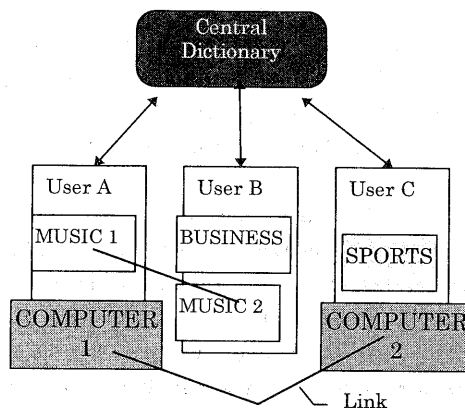 Central
Dictionary
User A
User B
User C
MUSIC 1
BUSINESS
SPORTS
MUSIC 2
COMPUTER
1
COMPUTER
2
Link